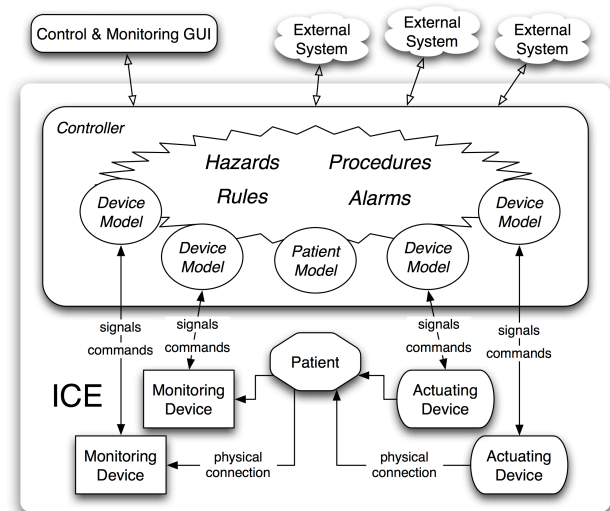 Control & Monitoring GUI
External
System
External
System
External
System
Controller
Hazards
Procedures
Rules
Alarms
Device
Model
Device
Model
Patient
Model
Device
Model
Device
Model
signals
commands
signals
commands
signals
commands
signals
commands
ICE
Patient
Monitoring
Device
Actuating
Device
Monitoring
Device
physical
connection
physical
connection
Actuating
Device